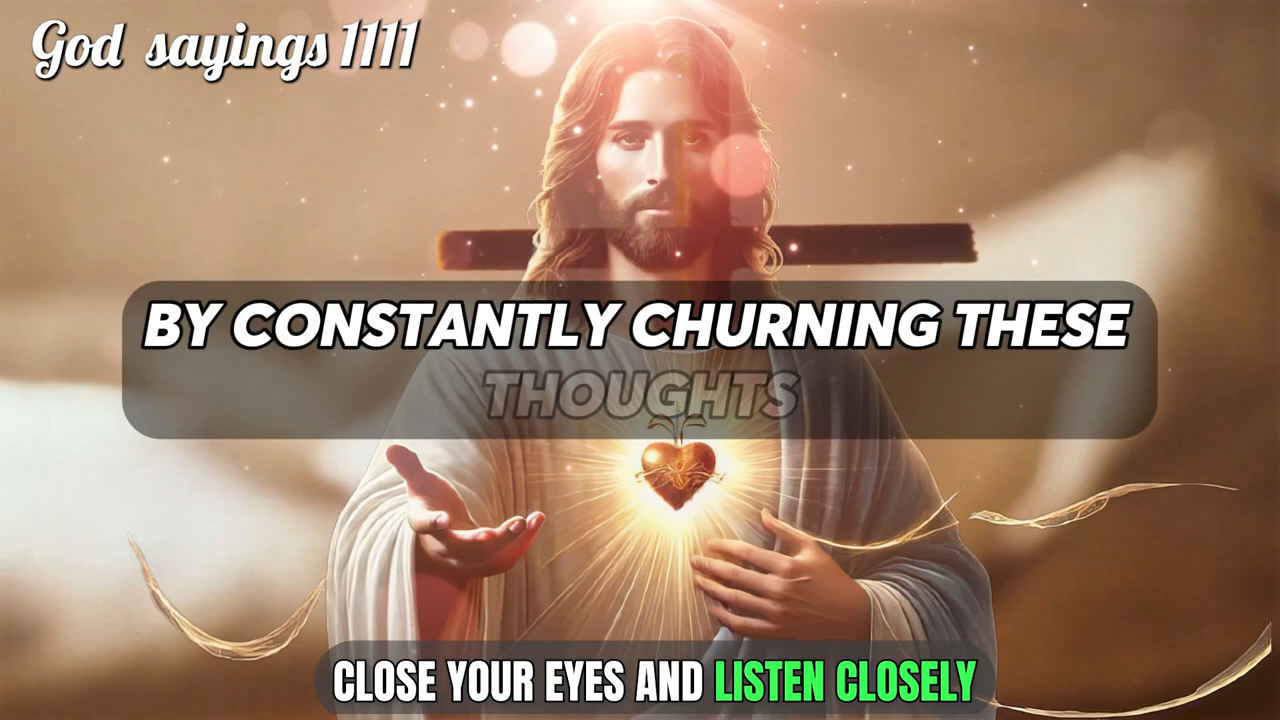 God sayings 1111
BY CONSTANTLY CHURNING THESE
THOUGHTS
CLOSE YOUR EYES AND LISTEN CLOSELY